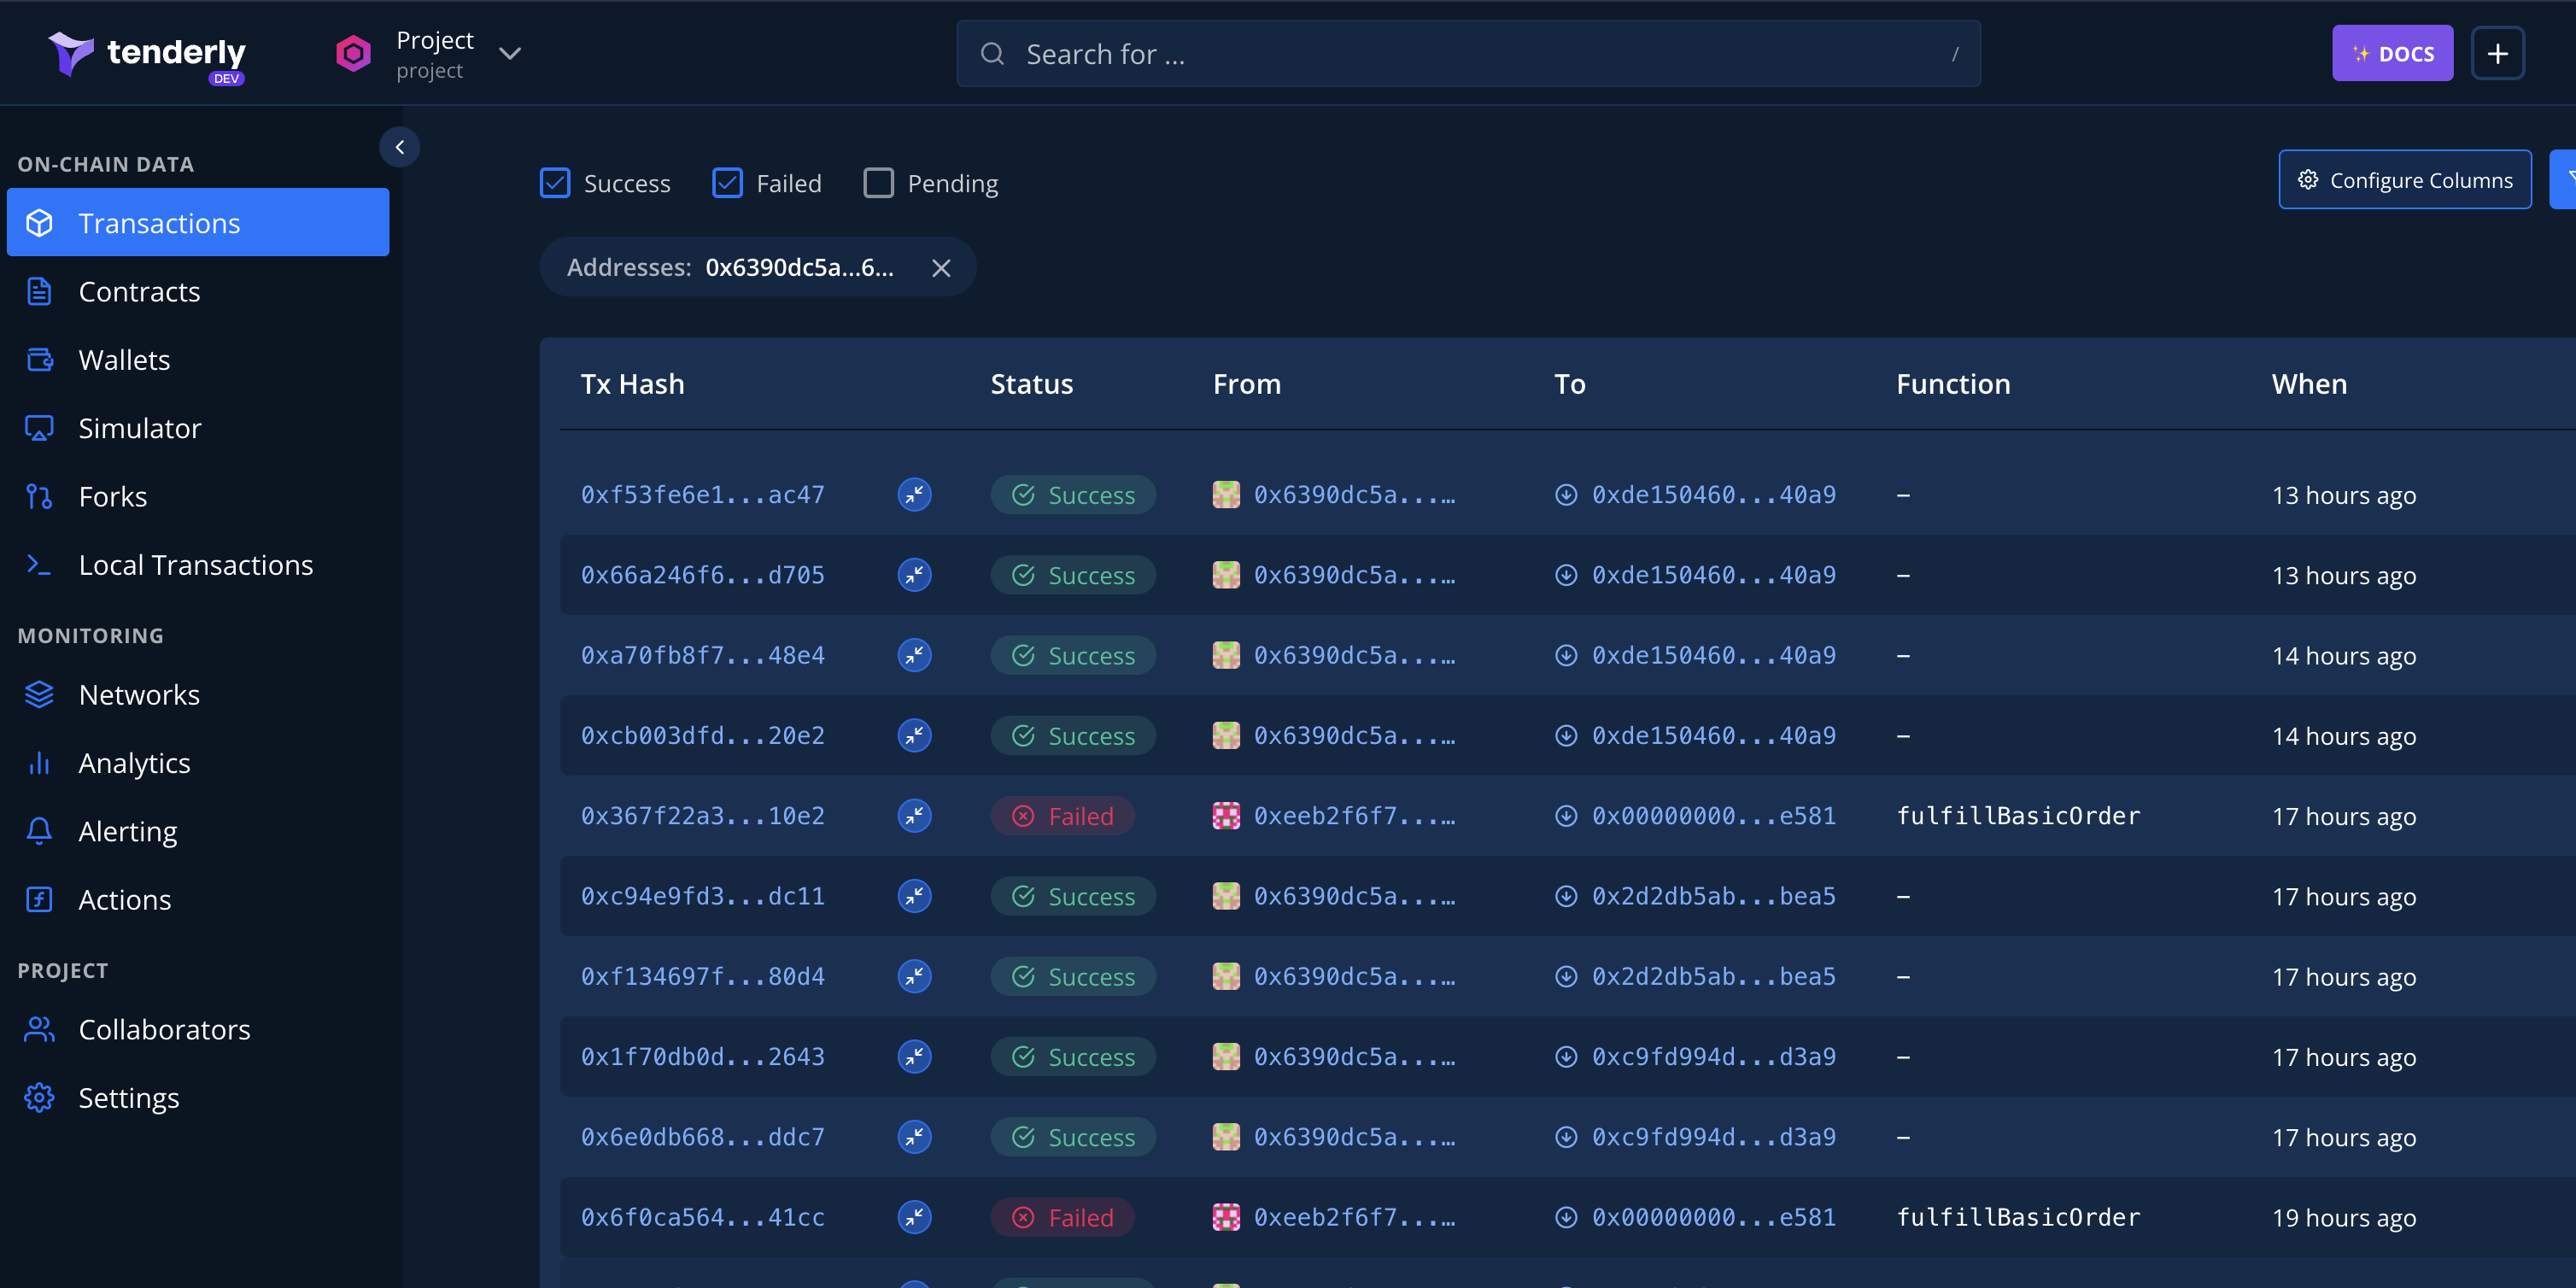 tenderly
DEV
Project
project
Search for ...
/
✨ DOCS
+
ON-CHAIN DATA
Transactions
Contracts
Wallets
Simulator
Forks
Local Transactions
MONITORING
Networks
Analytics
Alerting
Actions
PROJECT
Collaborators
Settings
Success Failed Pending
Configure Columns
Addresses: 0x6390dc5a...6...
Tx Hash Status From To Function When
0xf53fe6e1...ac47 Success 0x6390dc5a...… 0xde150460...40a9 – 13 hours ago
0x66a246f6...d705 Success 0x6390dc5a...… 0xde150460...40a9 – 13 hours ago
0xa70fb8f7...48e4 Success 0x6390dc5a...… 0xde150460...40a9 – 14 hours ago
0xcb003dfd...20e2 Success 0x6390dc5a...… 0xde150460...40a9 – 14 hours ago
0x367f22a3...10e2 Failed 0xeeb2f6f7...… 0x00000000...e581 fulfillBasicOrder 17 hours ago
0xc94e9fd3...dc11 Success 0x6390dc5a...… 0x2d2db5ab...bea5 – 17 hours ago
0xf134697f...80d4 Success 0x6390dc5a...… 0x2d2db5ab...bea5 – 17 hours ago
0x1f70db0d...2643 Success 0x6390dc5a...… 0xc9fd994d...d3a9 – 17 hours ago
0x6e0db668...ddc7 Success 0x6390dc5a...… 0xc9fd994d...d3a9 – 17 hours ago
0x6f0ca564...41cc Failed 0xeeb2f6f7...… 0x00000000...e581 fulfillBasicOrder 19 hours ago